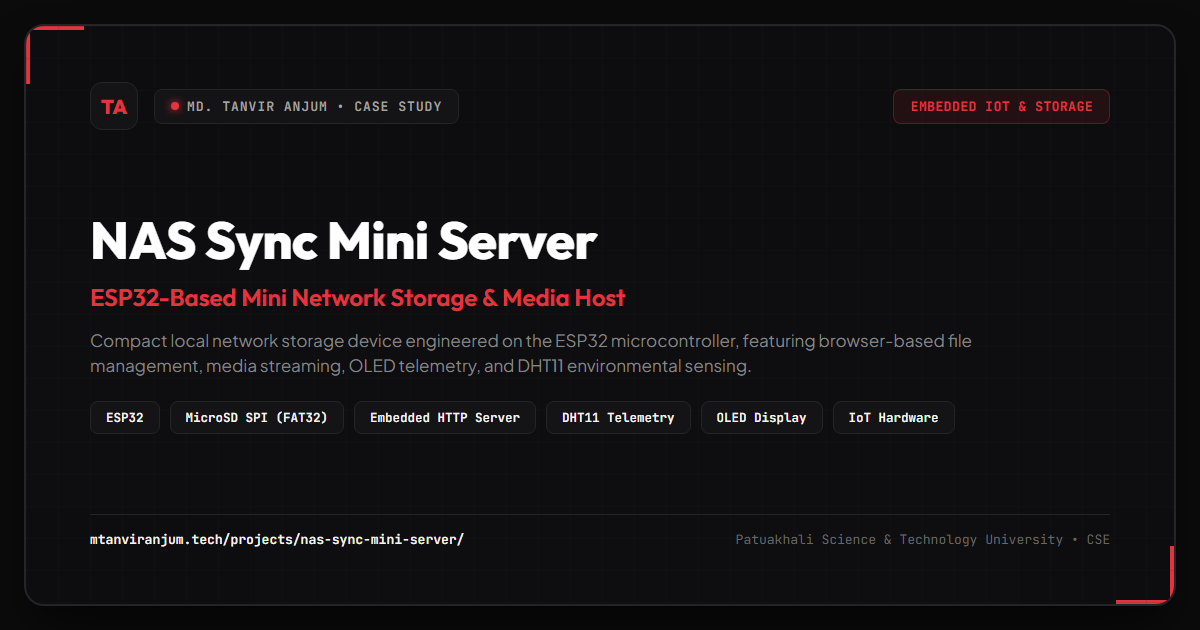 TA
MD. TANVIR ANJUM • CASE STUDY
EMBEDDED IOT & STORAGE
NAS Sync Mini Server
ESP32-Based Mini Network Storage & Media Host
Compact local network storage device engineered on the ESP32 microcontroller, featuring browser-based file
management, media streaming, OLED telemetry, and DHT11 environmental sensing.
ESP32
MicroSD SPI (FAT32)
Embedded HTTP Server
DHT11 Telemetry
OLED Display
IoT Hardware
mtanviranjum.tech/projects/nas-sync-mini-server/
Patuakhali Science & Technology University • CSE